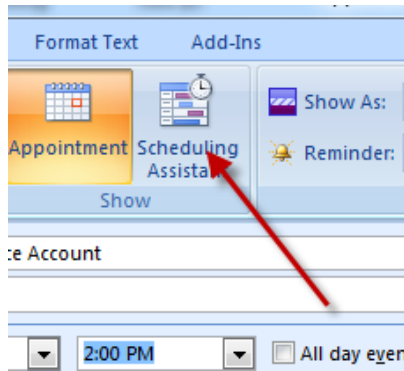 Format Text Add-Ins
Show As:
Appointment Scheduling Reminder:
Show
Account
2:00 PM All day